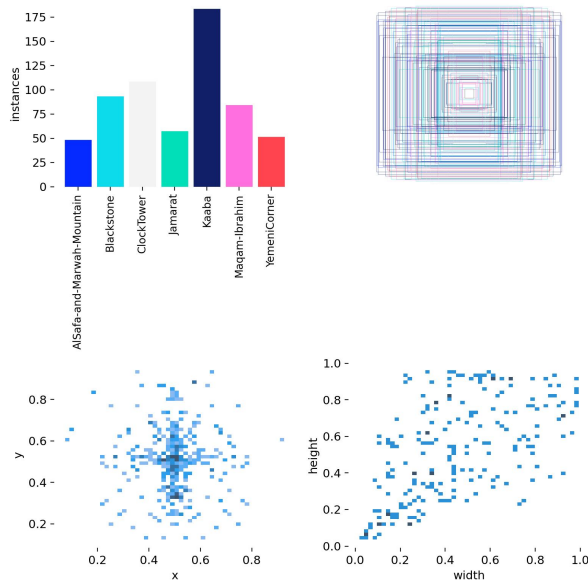 instances
175
150
125
100
75
50
25
0
AlSafa-and-Marwah-Mountain
Blackstone
ClockTower
Jamarat
Kaaba
Maqam-Ibrahim
YemeniCorner
y
0.8
0.6
0.4
0.2
0.2 0.4 0.6 0.8
x
height
1.0
0.8
0.6
0.4
0.2
0.0
0.0 0.2 0.4 0.6 0.8 1.0
width